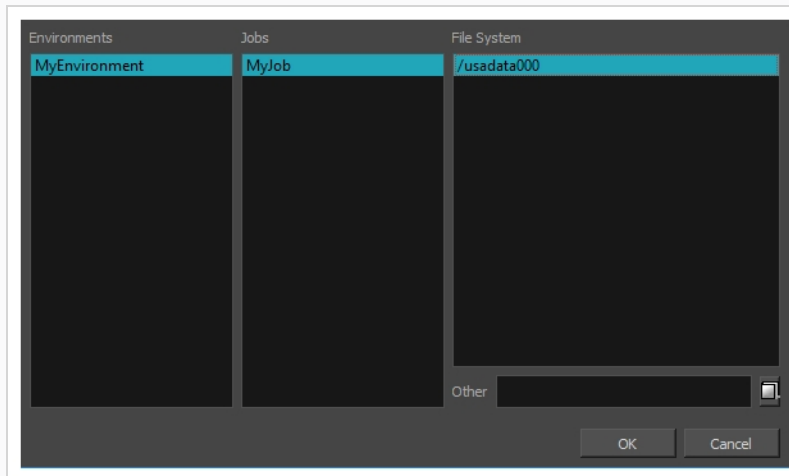 Environments Jobs File System
MyEnvironment MyJob /usadata000
Other
OK Cancel